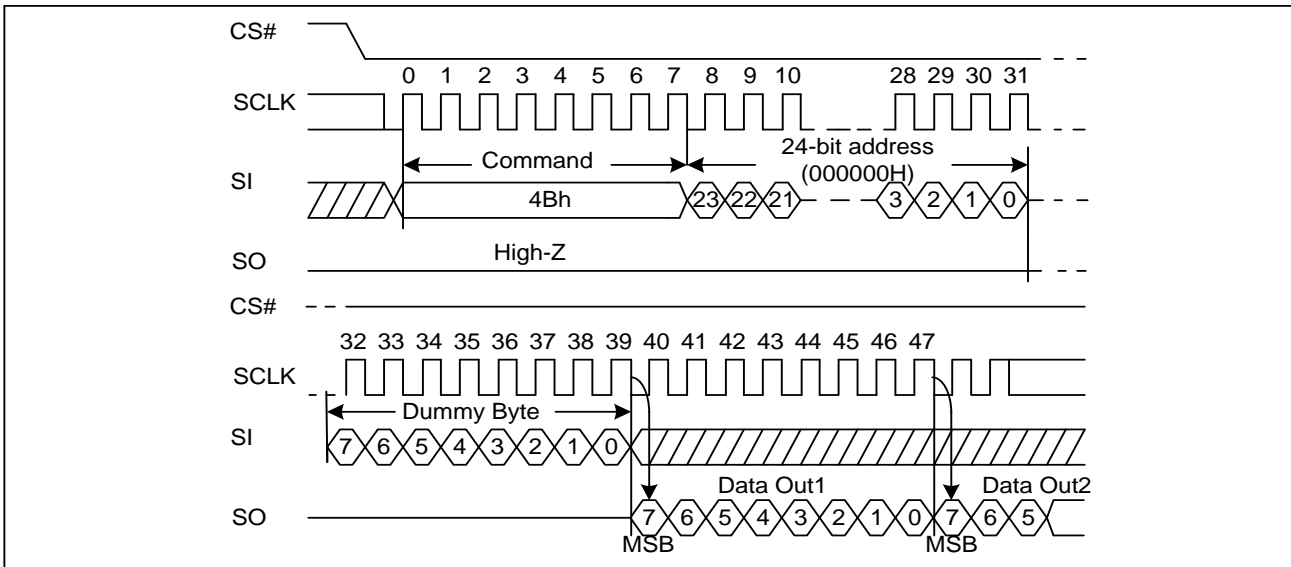 CS#
0 1 2 3 4 5 6 7 8 9 10 28 29 30 31
SCLK
Command 24-bit address
(000000H)
SI
4Bh 23 22 21 3 2 1 0
High-Z
SO
CS#
32 33 34 35 36 37 38 39 40 41 42 43 44 45 46 47
SCLK
Dummy Byte
SI
7 6 5 4 3 2 1 0
Data Out1 Data Out2
SO
7 6 5 4 3 2 1 0 7 6 5
MSB MSB